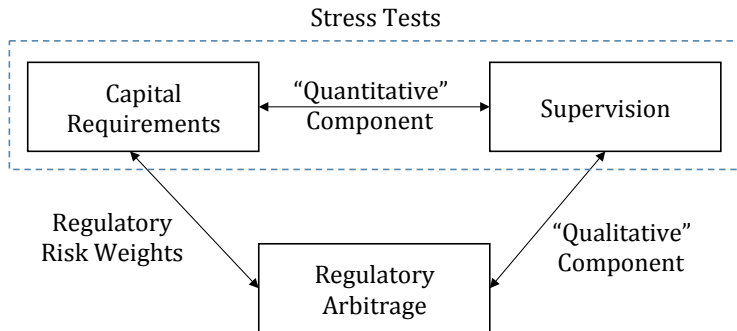 Stress Tests
Capital
Requirements
“Quantitative”
Component
Supervision
Regulatory
Risk Weights
“Qualitative”
Component
Regulatory
Arbitrage